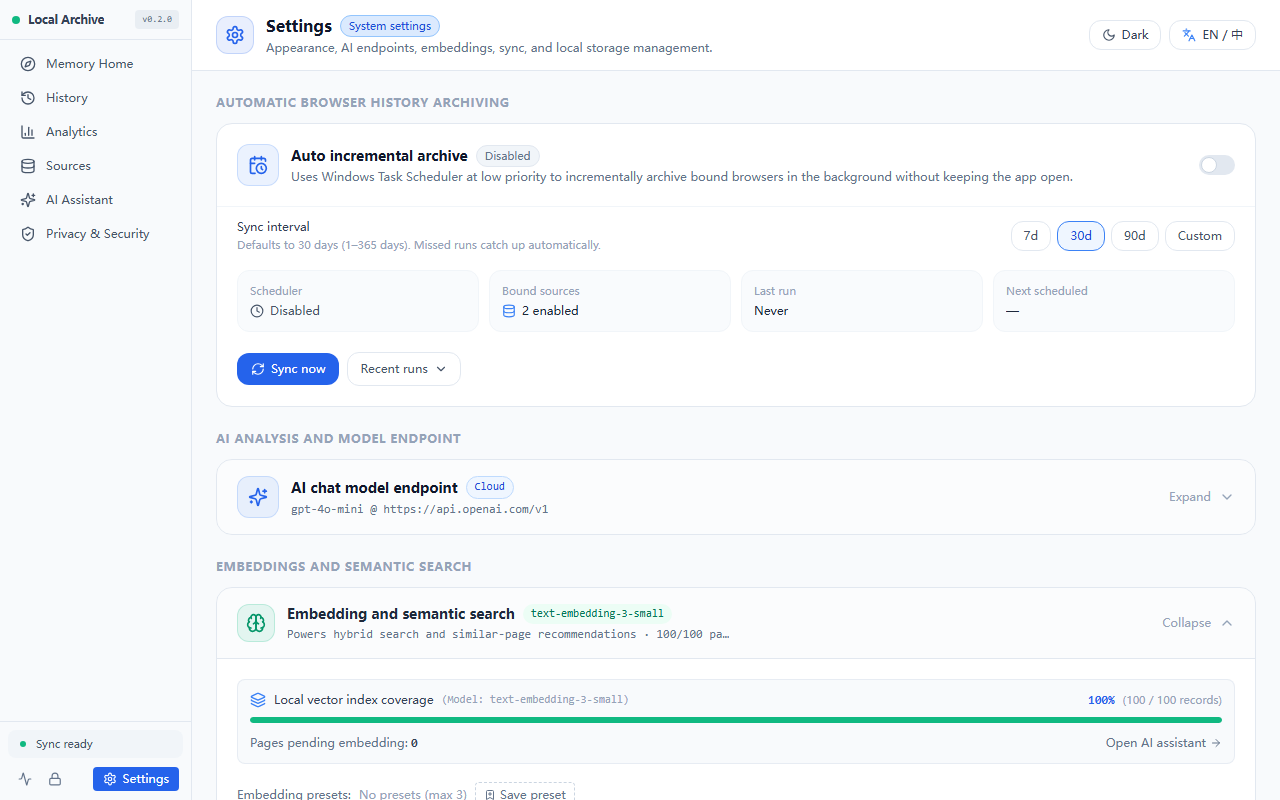 Local Archive
v0.2.0
Memory Home
History
Analytics
Sources
AI Assistant
Privacy & Security
Sync ready
Settings
Settings
System settings
Appearance, AI endpoints, embeddings, sync, and local storage management.
Dark
EN / 中
AUTOMATIC BROWSER HISTORY ARCHIVING
Auto incremental archive
Disabled
Uses Windows Task Scheduler at low priority to incrementally archive bound browsers in the background without keeping the app open.
Sync interval
Defaults to 30 days (1–365 days). Missed runs catch up automatically.
7d
30d
90d
Custom
Scheduler
Disabled
Bound sources
2 enabled
Last run
Never
Next scheduled
—
Sync now
Recent runs
AI ANALYSIS AND MODEL ENDPOINT
AI chat model endpoint
Cloud
gpt-4o-mini @ https://api.openai.com/v1
Expand
EMBEDDINGS AND SEMANTIC SEARCH
Embedding and semantic search
text-embedding-3-small
Powers hybrid search and similar-page recommendations · 100/100 pa…
Collapse
Local vector index coverage
(Model: text-embedding-3-small)
100% (100 / 100 records)
Pages pending embedding: 0
Open AI assistant →
Embedding presets: No presets (max 3)
Save preset